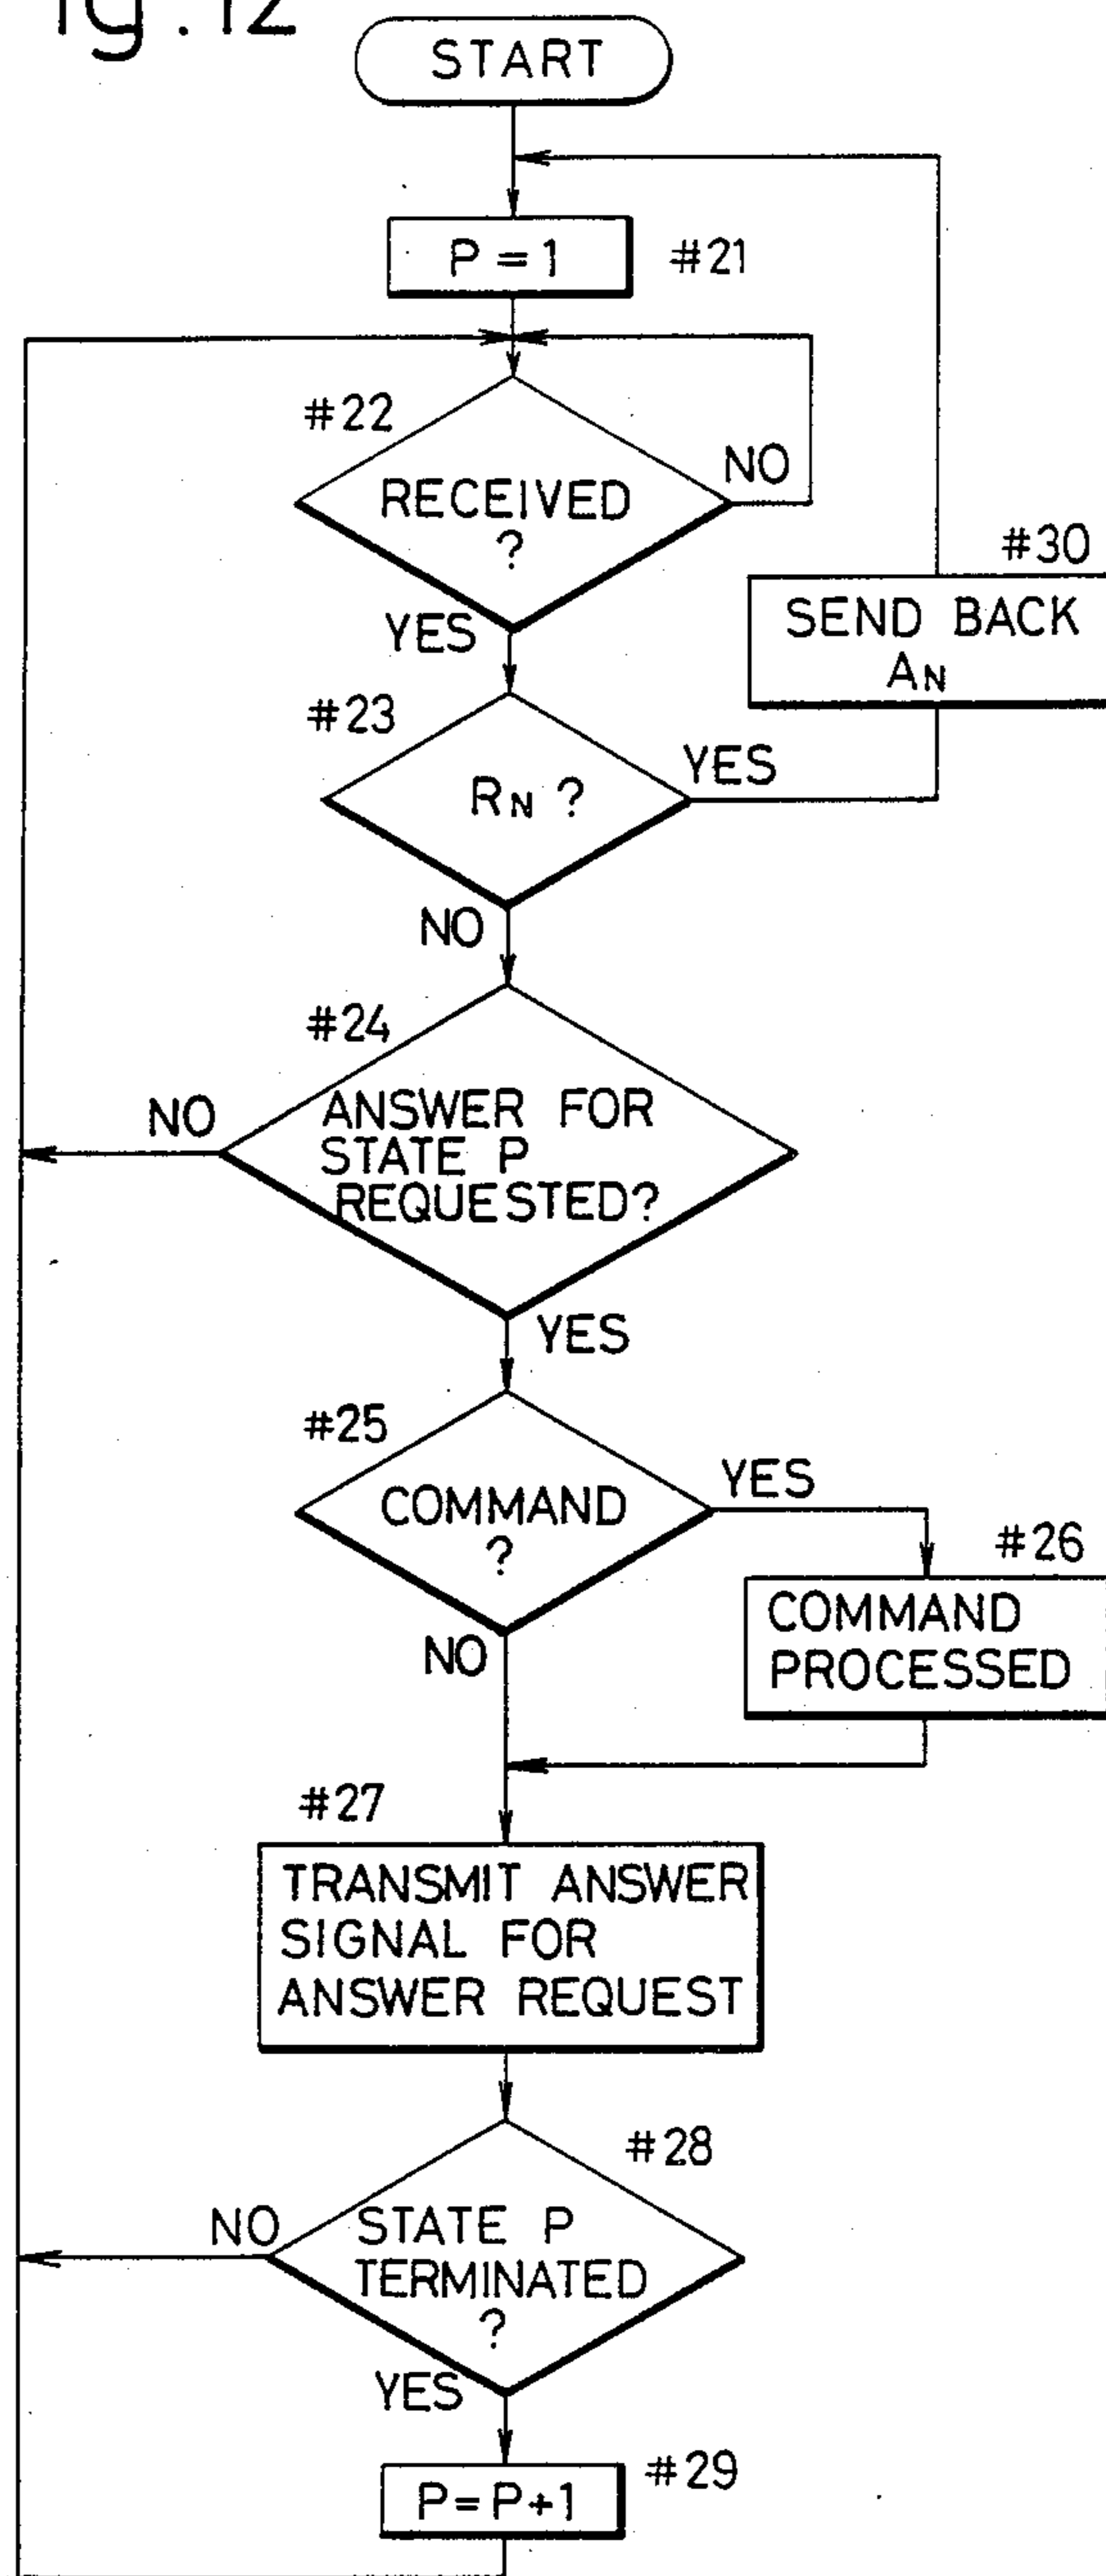 ig.12
START
P=1 #21
#22
RECEIVED
?
NO
YES
#30
SEND BACK
AN
#23
RN ?
YES
NO
#24
ANSWER FOR
STATE P
REQUESTED?
NO
YES
#25
COMMAND
?
YES
NO
#26
COMMAND
PROCESSED
#27
TRANSMIT ANSWER
SIGNAL FOR
ANSWER REQUEST
#28
STATE P
TERMINATED
?
NO
YES
P=P+1 #29